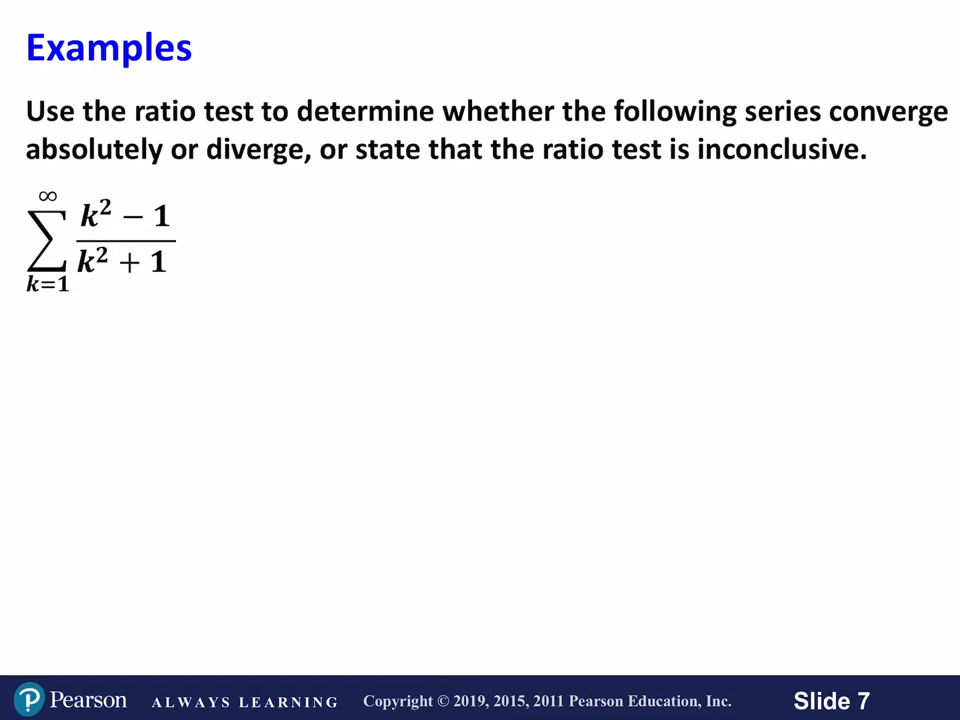 Examples
Use the ratio test to determine whether the following series converge
absolutely or diverge, or state that the ratio test is inconclusive.
∞
∑ (k² − 1)/(k² + 1)
k=1
Pearson ALWAYS LEARNING Copyright © 2019, 2015, 2011 Pearson Education, Inc. Slide 7